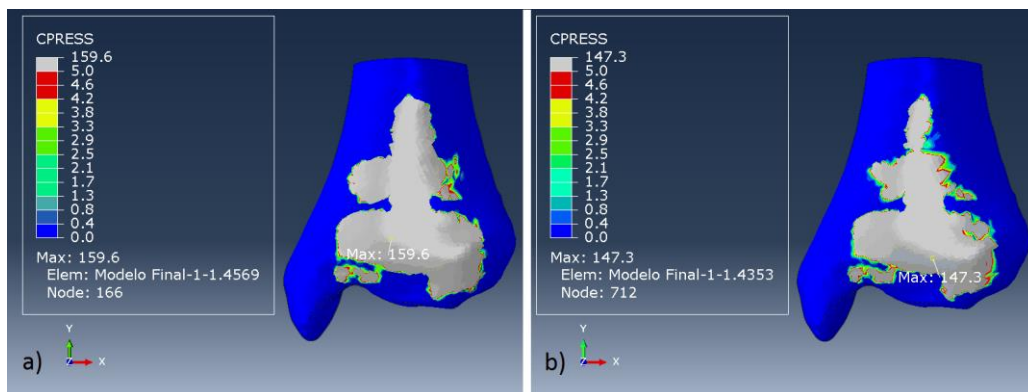 CPRESS
159.6
5.0
4.6
4.2
3.8
3.3
2.9
2.5
2.1
1.7
1.3
0.8
0.4
0.0
Max: 159.6
Elem: Modelo Final-1-1.4569
Node: 166
Max: 159.6
Y
X
a)
CPRESS
147.3
5.0
4.6
4.2
3.8
3.3
2.9
2.5
2.1
1.7
1.3
0.8
0.4
0.0
Max: 147.3
Elem: Modelo Final-1-1.4353
Node: 712
Max: 147.3
Y
X
b)